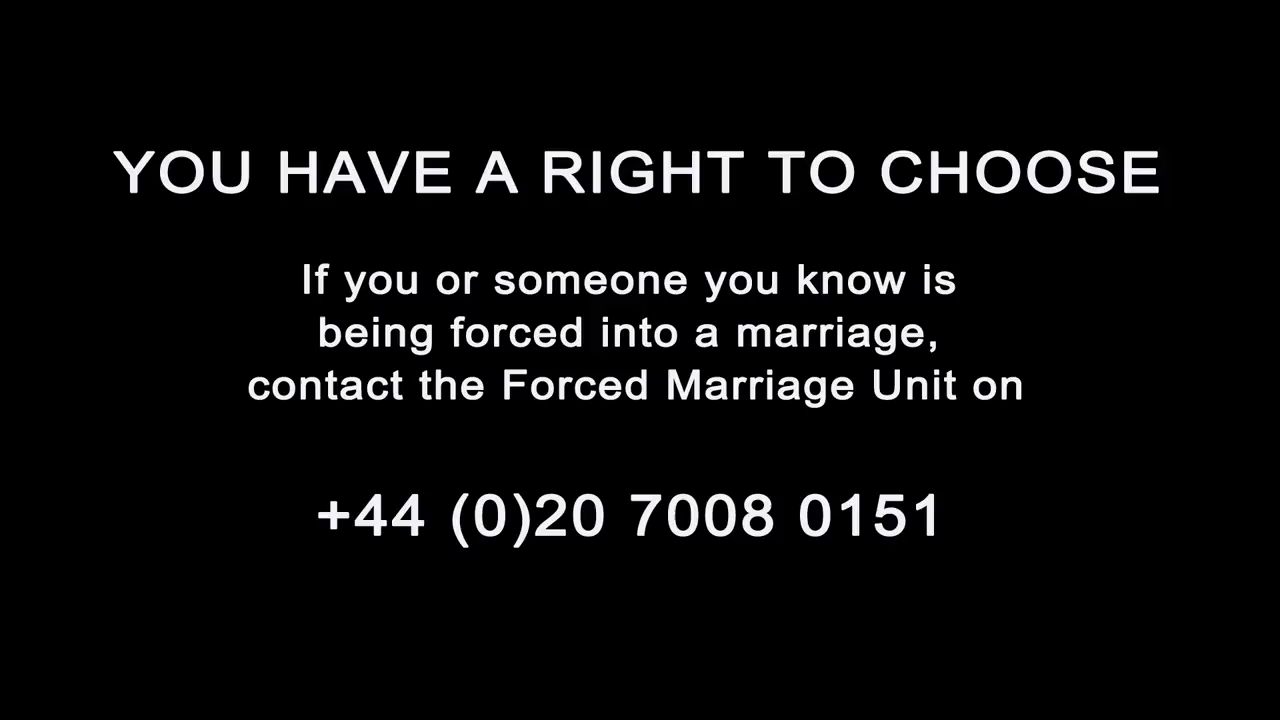 YOU HAVE A RIGHT TO CHOOSE
If you or someone you know is
being forced into a marriage,
contact the Forced Marriage Unit on
+44 (0)20 7008 0151